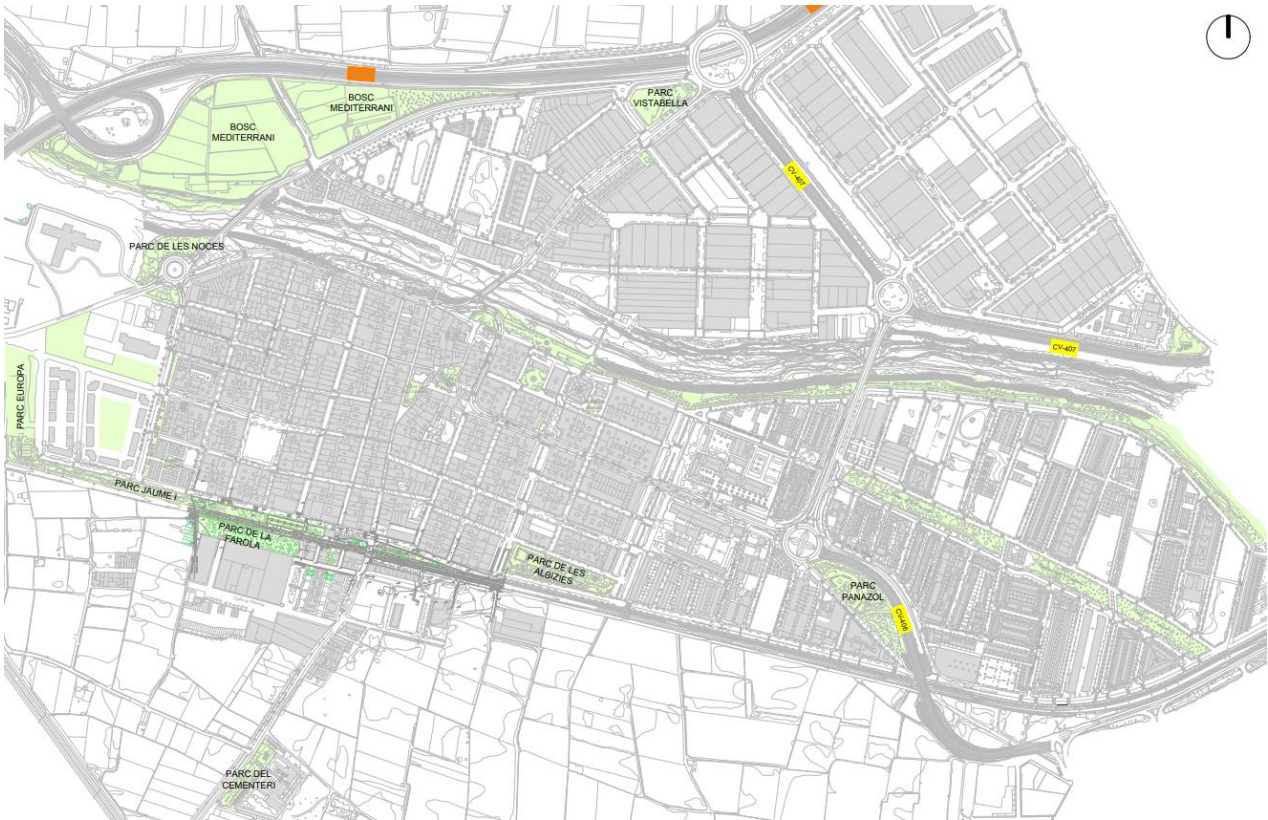 BOSC
MEDITERRANI
BOSC
MEDITERRANI
PARC
VISTABELLA
CV-407
PARC DE LES NOCES
CV-407
PARC EUROPA
PARC JAUME I
PARC DE LA
FAROLA
PARC DE LES
ALBIZIES
PARC
PANAZOL
CV-406
PARC DEL
CEMENTERI